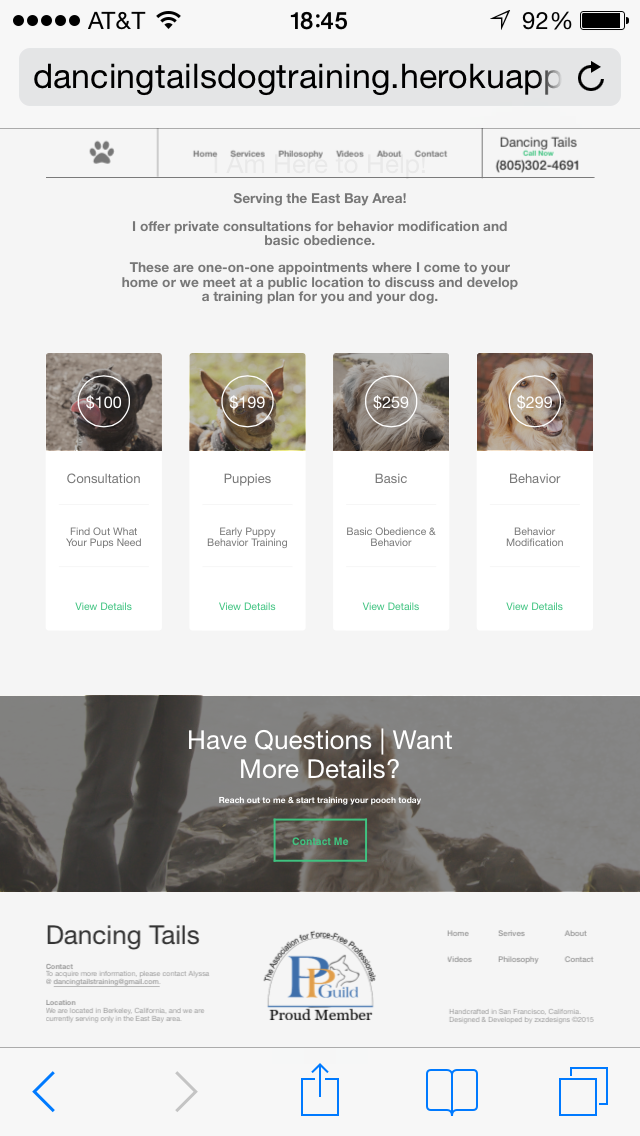 AT&T 18:45 92%
dancingtailsdogtraining.herokuapp
Home Services Philosophy Videos About Contact
Dancing Tails
Call Now
(805)302-4691
I Am Here to Help!
Serving the East Bay Area!
I offer private consultations for behavior modification and
basic obedience.
These are one-on-one appointments where I come to your
home or we meet at a public location to discuss and develop
a training plan for you and your dog.
$100 $199 $259 $299
Consultation Puppies Basic Behavior
Find Out What
Your Pups Need
Early Puppy
Behavior Training
Basic Obedience &
Behavior
Behavior
Modification
View Details View Details View Details View Details
Have Questions | Want
More Details?
Reach out to me & start training your pooch today
Contact Me
Dancing Tails
Contact
To acquire more information, please contact Alyssa
@ dancingtailstraining@gmail.com.
Location
We are located in Berkeley, California, and we are
currently serving only in the East Bay area.
The Association for Force-Free Professionals
PP
Guild
Proud Member
Home Serives About
Videos Philosophy Contact
Handcrafted in San Francisco, California.
Designed & Developed by zxzdesigns ©2015